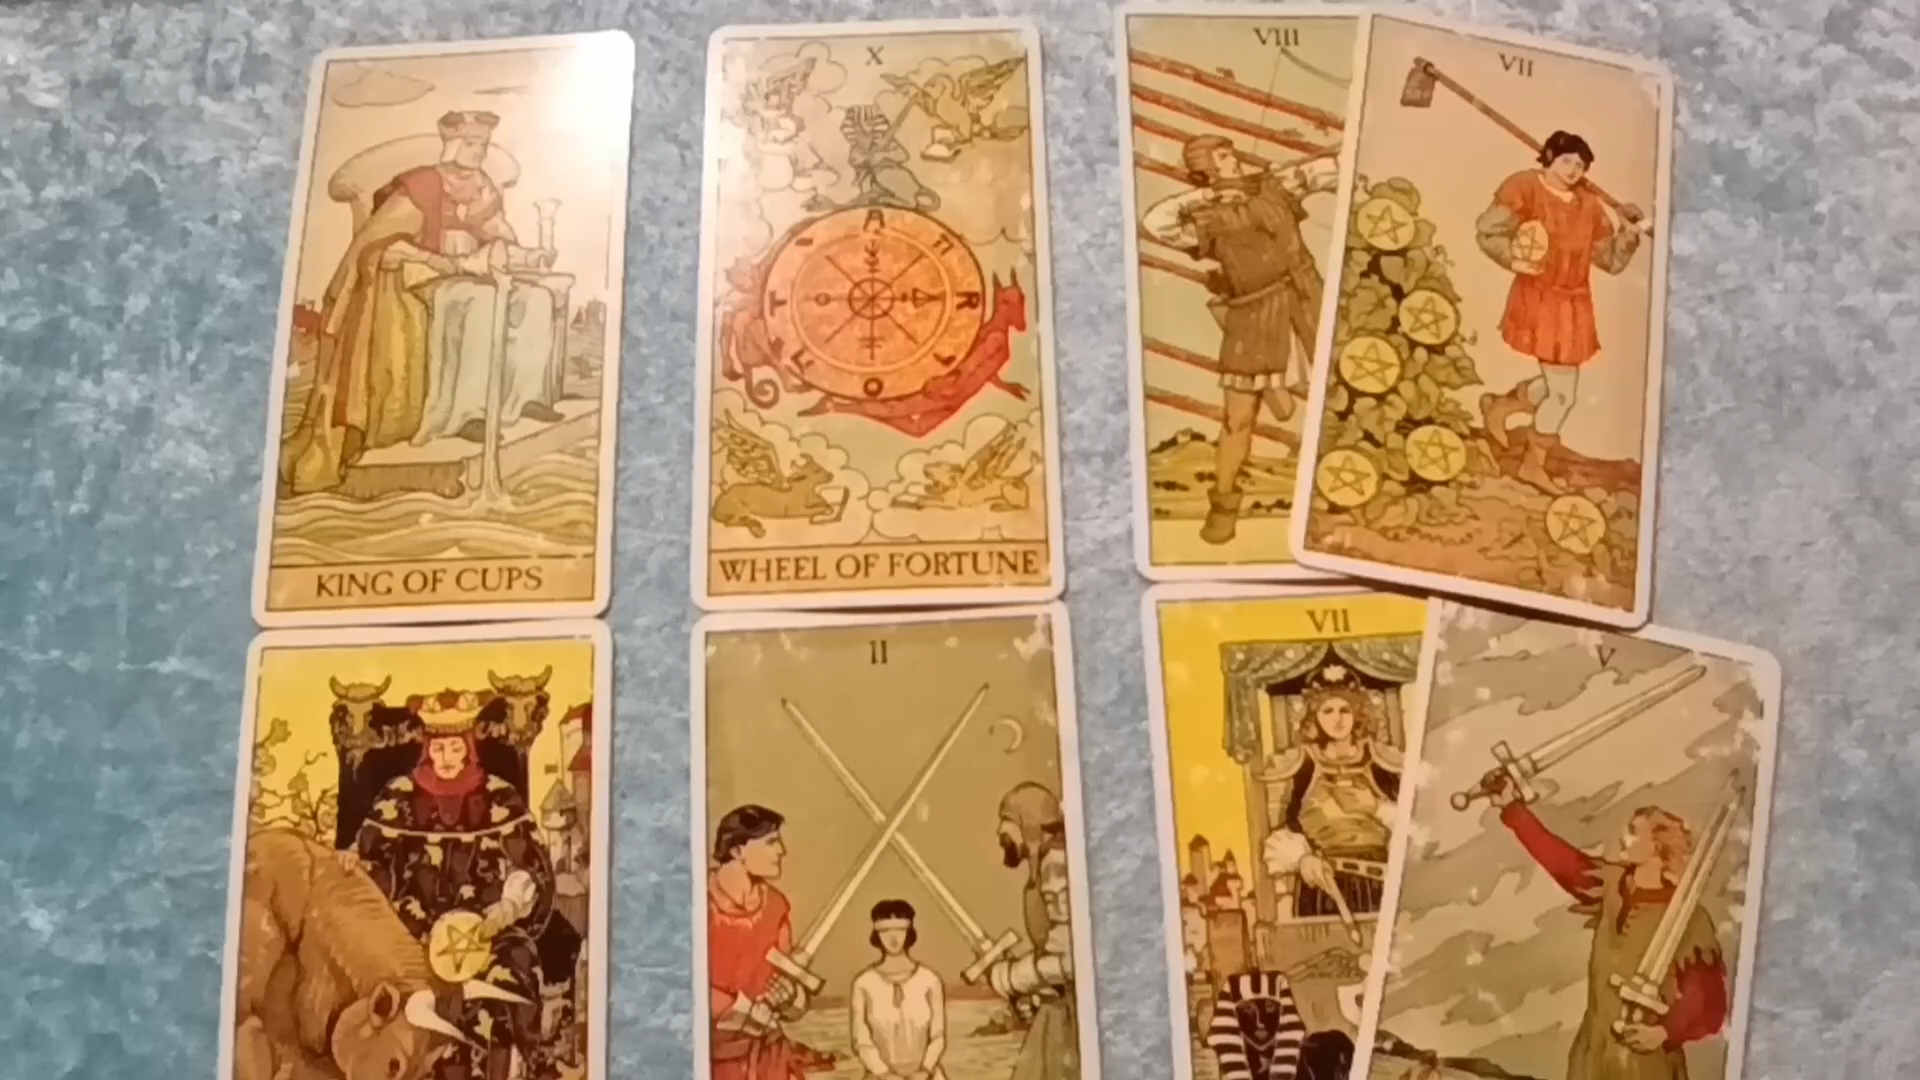 X
VIII
VII
KING OF CUPS
WHEEL OF FORTUNE
II
VII
V